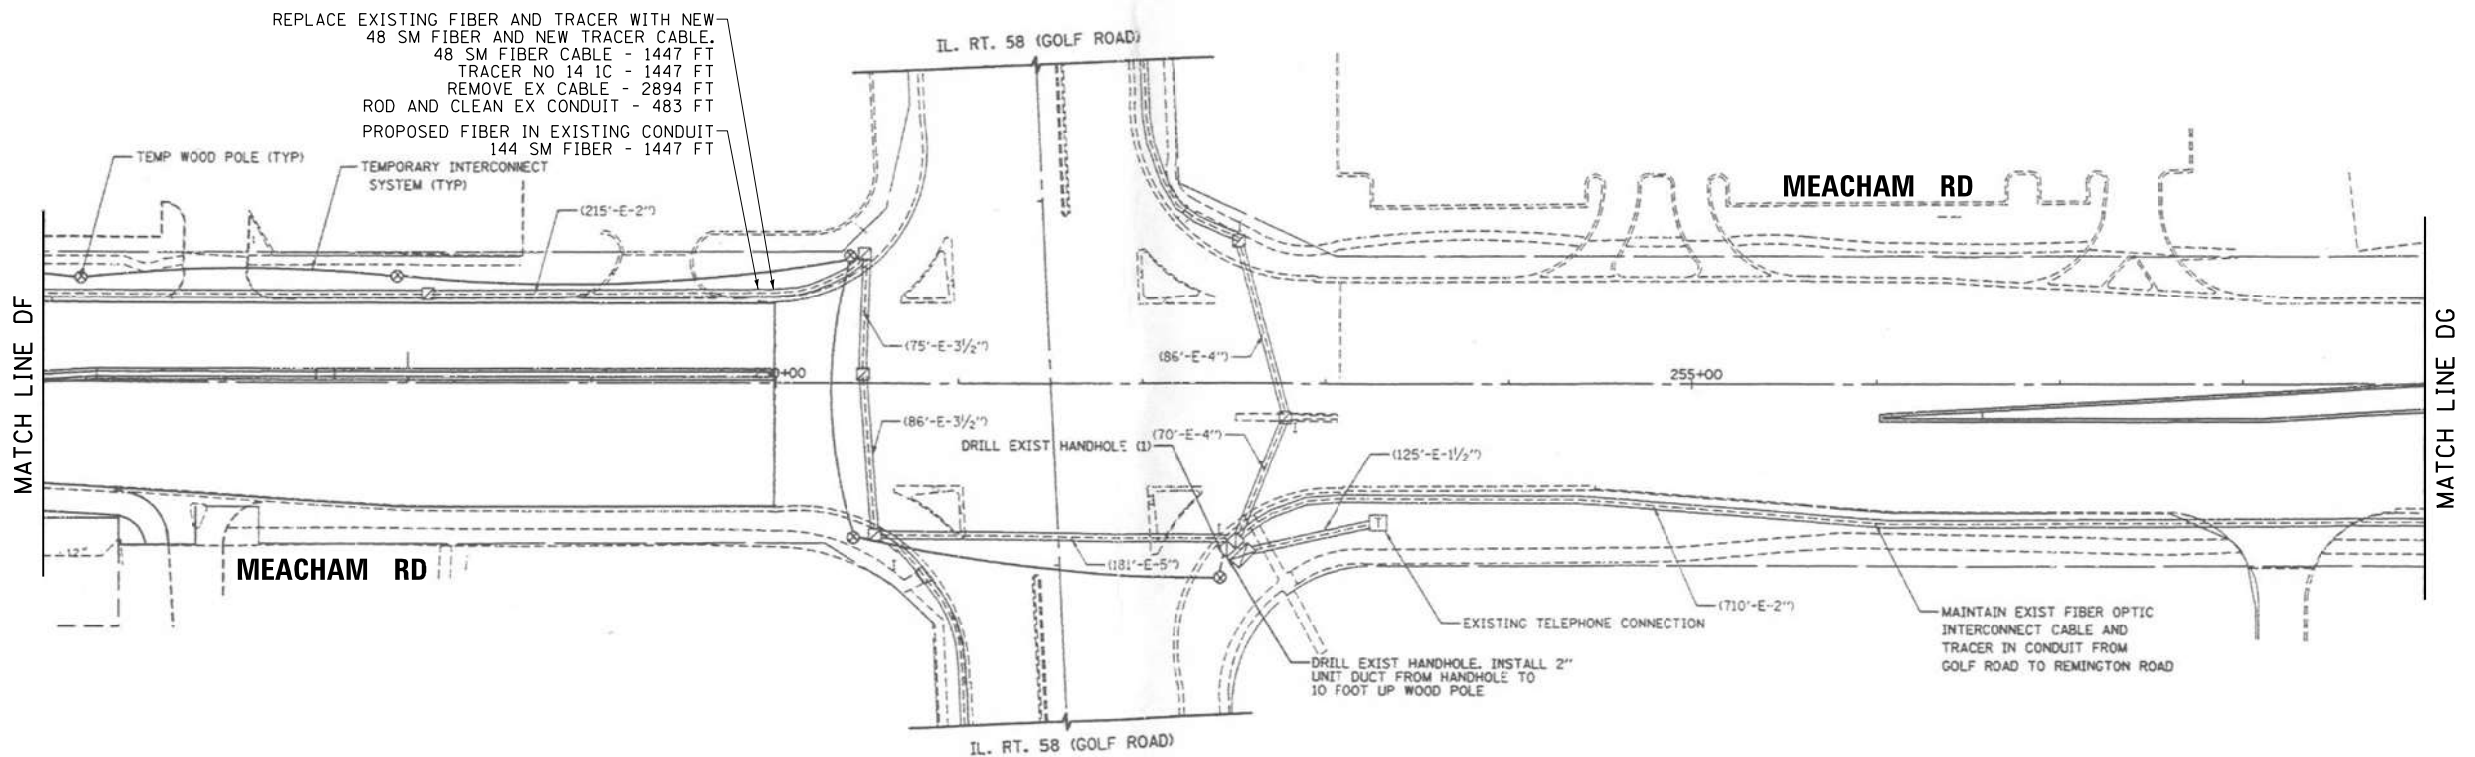 REPLACE EXISTING FIBER AND TRACER WITH NEW
48 SM FIBER AND NEW TRACER CABLE.
48 SM FIBER CABLE - 1447 FT
TRACER NO 14 1C - 1447 FT
REMOVE EX CABLE - 2894 FT
ROD AND CLEAN EX CONDUIT - 483 FT
PROPOSED FIBER IN EXISTING CONDUIT
144 SM FIBER - 1447 FT
IL. RT. 58 (GOLF ROAD)
TEMP WOOD POLE (TYP)
TEMPORARY INTERCONNECT
SYSTEM (TYP)
(215'-E-2")
MEACHAM RD
MATCH LINE DF
(75'-E-3½")
(86'-E-4")
250+00
255+00
(86'-E-3½")
DRILL EXIST HANDHOLE (1)
(70'-E-4")
(125'-E-1½")
MATCH LINE DG
12"
MEACHAM RD
(181'-E-5")
T
(710'-E-2")
EXISTING TELEPHONE CONNECTION
MAINTAIN EXIST FIBER OPTIC
INTERCONNECT CABLE AND
TRACER IN CONDUIT FROM
GOLF ROAD TO REMINGTON ROAD
DRILL EXIST HANDHOLE. INSTALL 2"
UNIT DUCT FROM HANDHOLE TO
10 FOOT UP WOOD POLE
IL. RT. 58 (GOLF ROAD)